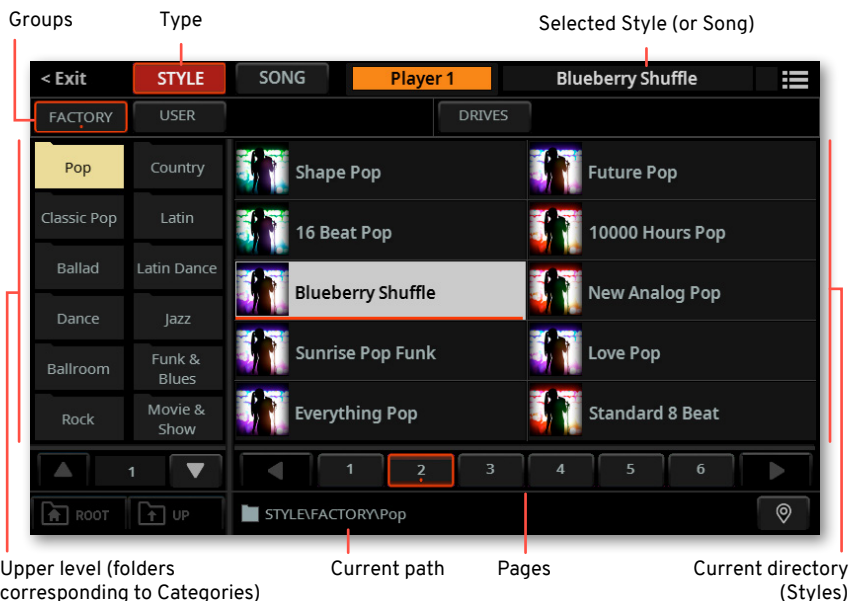 Groups
Type
Selected Style (or Song)
< Exit
STYLE
SONG
Player 1
Blueberry Shuffle
FACTORY
USER
DRIVES
Pop
Country
Classic Pop
Latin
Ballad
Latin Dance
Dance
Jazz
Ballroom
Funk &
Blues
Rock
Movie &
Show
Shape Pop
Future Pop
16 Beat Pop
10000 Hours Pop
Blueberry Shuffle
New Analog Pop
Sunrise Pop Funk
Love Pop
Everything Pop
Standard 8 Beat
1
1
2
3
4
5
6
ROOT
UP
STYLE\FACTORY\Pop
Upper level (folders
corresponding to Categories)
Current path
Pages
Current directory
(Styles)